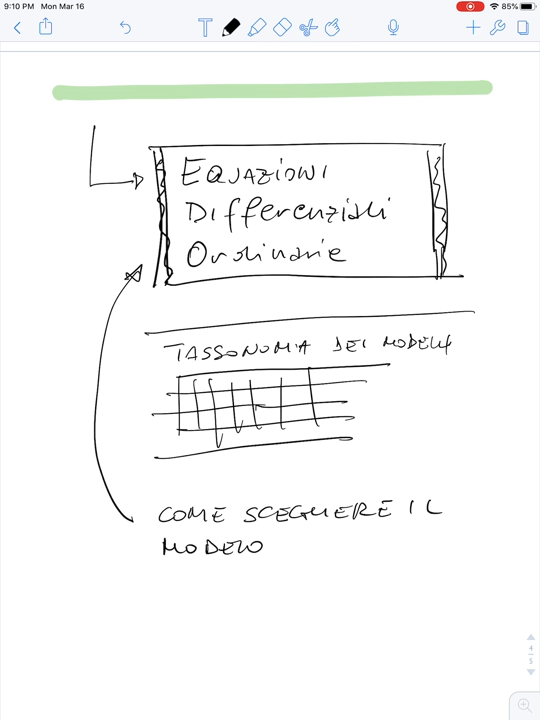 9:10 PM Mon Mar 16
85%
T
EQUAZIONI
Differenziali
Ordinarie
TASSONOMIA DEI MODELLI
COME SCEGLIERE IL
MODELLO
4
5